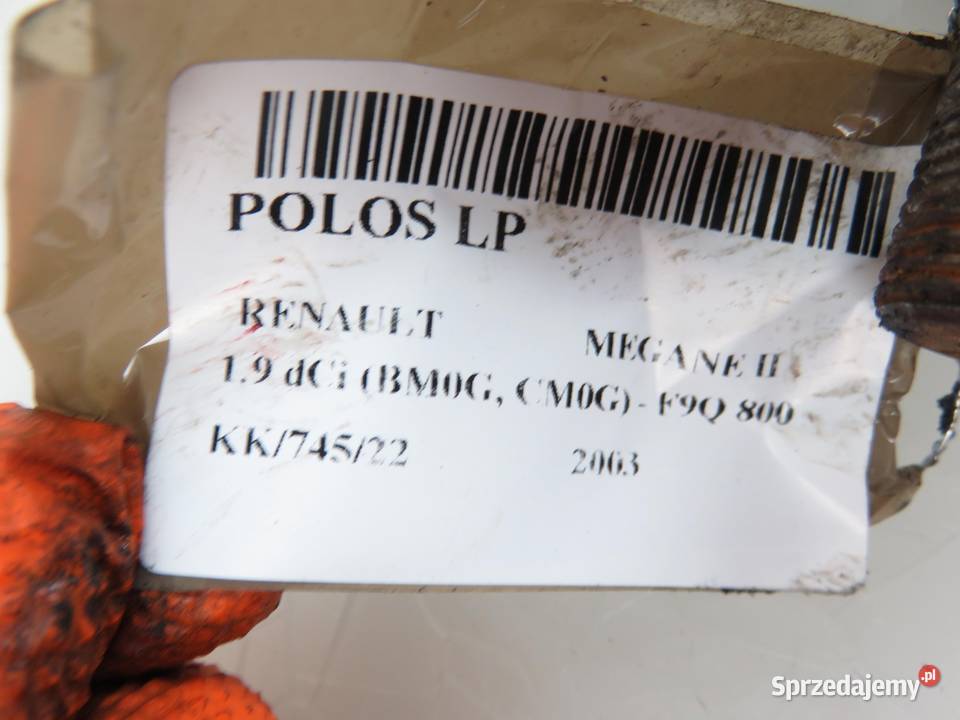 POLOS LP
RENAULT MEGANE II
1.9 dCi (BM0G, CM0G) - F9Q 800
KK/745/22 2003
Sprzedajemy.pl